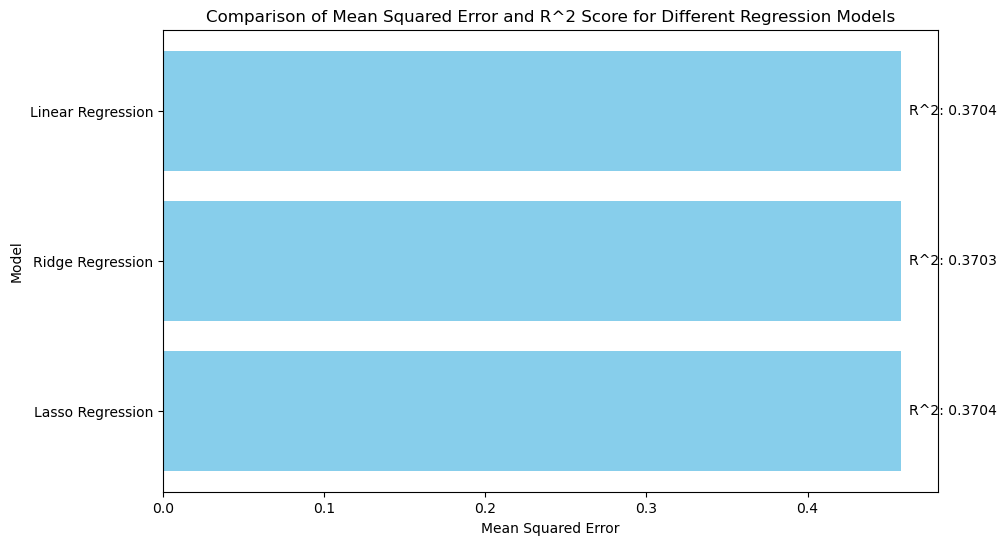 Comparison of Mean Squared Error and R^2 Score for Different Regression Models
Linear Regression
R^2: 0.3704
Ridge Regression
R^2: 0.3703
Lasso Regression
R^2: 0.3704
Model
0.0 0.1 0.2 0.3 0.4
Mean Squared Error